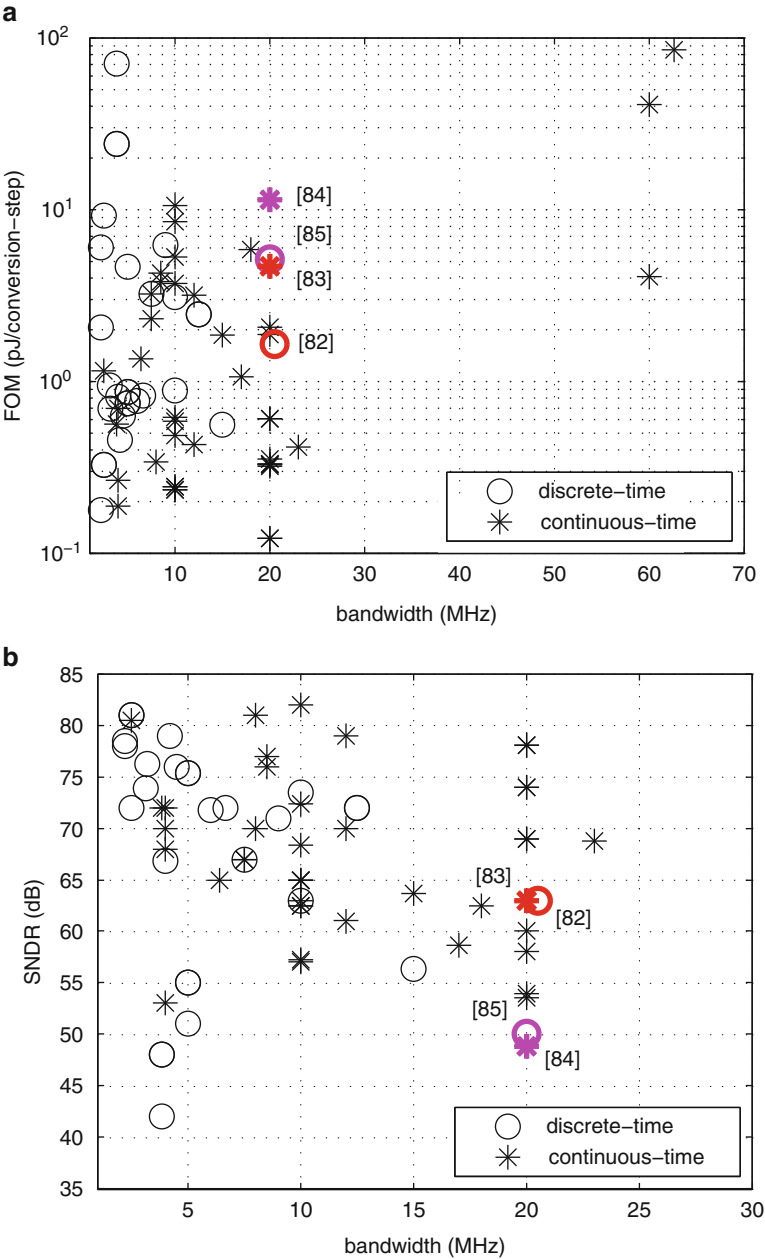 a
10^2
10^1
10^0
10^−1
FOM (pJ/conversion−step)
[84]
[85]
[83]
[82]
discrete−time
continuous−time
10 20 30 40 50 60 70
bandwidth (MHz)
b
85
80
75
70
65
60
55
50
45
40
35
SNDR (dB)
[83]
[82]
[85]
[84]
discrete−time
continuous−time
5 10 15 20 25 30
bandwidth (MHz)